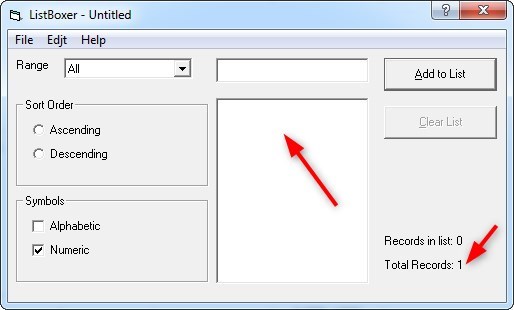 ListBoxer - Untitled
File Edjt Help
Range All Add to List
Sort Order Clear List
Ascending
Descending
Symbols
Alphabetic
Numeric
Records in list: 0
Total Records: 1